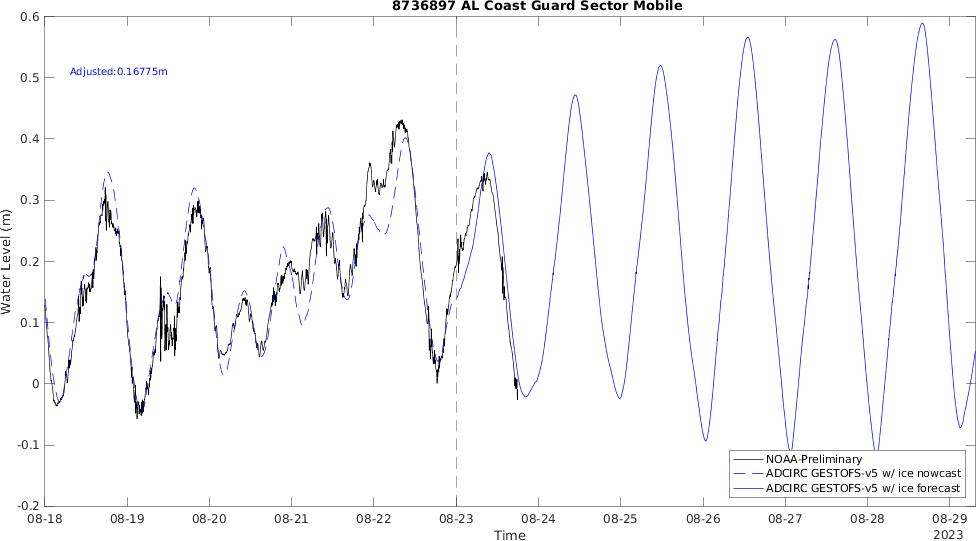 8736897 AL Coast Guard Sector Mobile
Adjusted:0.16775m
Water Level (m)
0.6
0.5
0.4
0.3
0.2
0.1
0
-0.1
-0.2
NOAA-Preliminary
ADCIRC GESTOFS-v5 w/ ice nowcast
ADCIRC GESTOFS-v5 w/ ice forecast
08-18 08-19 08-20 08-21 08-22 08-23 08-24 08-25 08-26 08-27 08-28 08-29
Time
2023